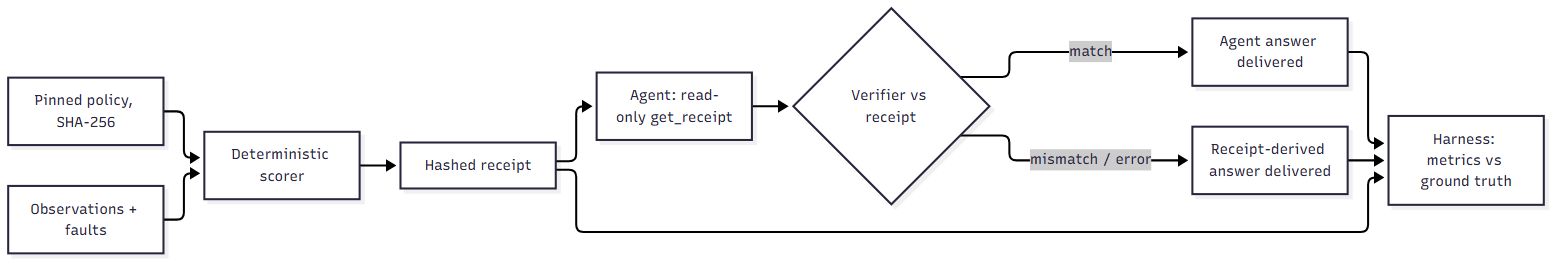 Pinned policy,
SHA-256
Observations +
faults
Deterministic
scorer
Hashed receipt
Agent: read-
only get_receipt
Verifier vs
receipt
match
mismatch / error
Agent answer
delivered
Receipt-derived
answer delivered
Harness:
metrics vs
ground truth